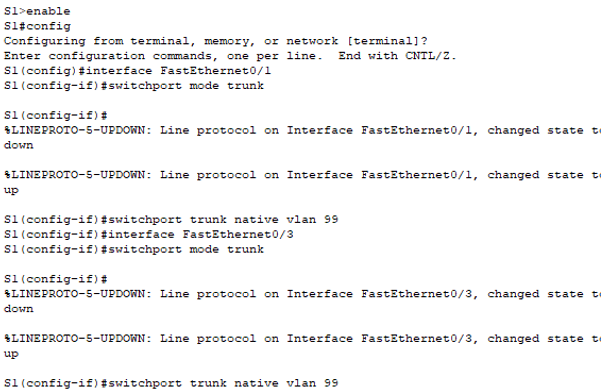 S1>enable
S1#config
Configuring from terminal, memory, or network [terminal]?
Enter configuration commands, one per line.  End with CNTL/Z.
S1(config)#interface FastEthernet0/1
S1(config-if)#switchport mode trunk
S1(config-if)#
%LINEPROTO-5-UPDOWN: Line protocol on Interface FastEthernet0/1, changed state to
down
%LINEPROTO-5-UPDOWN: Line protocol on Interface FastEthernet0/1, changed state to
up
S1(config-if)#switchport trunk native vlan 99
S1(config-if)#interface FastEthernet0/3
S1(config-if)#switchport mode trunk
S1(config-if)#
%LINEPROTO-5-UPDOWN: Line protocol on Interface FastEthernet0/3, changed state to
down
%LINEPROTO-5-UPDOWN: Line protocol on Interface FastEthernet0/3, changed state to
up
S1(config-if)#switchport trunk native vlan 99